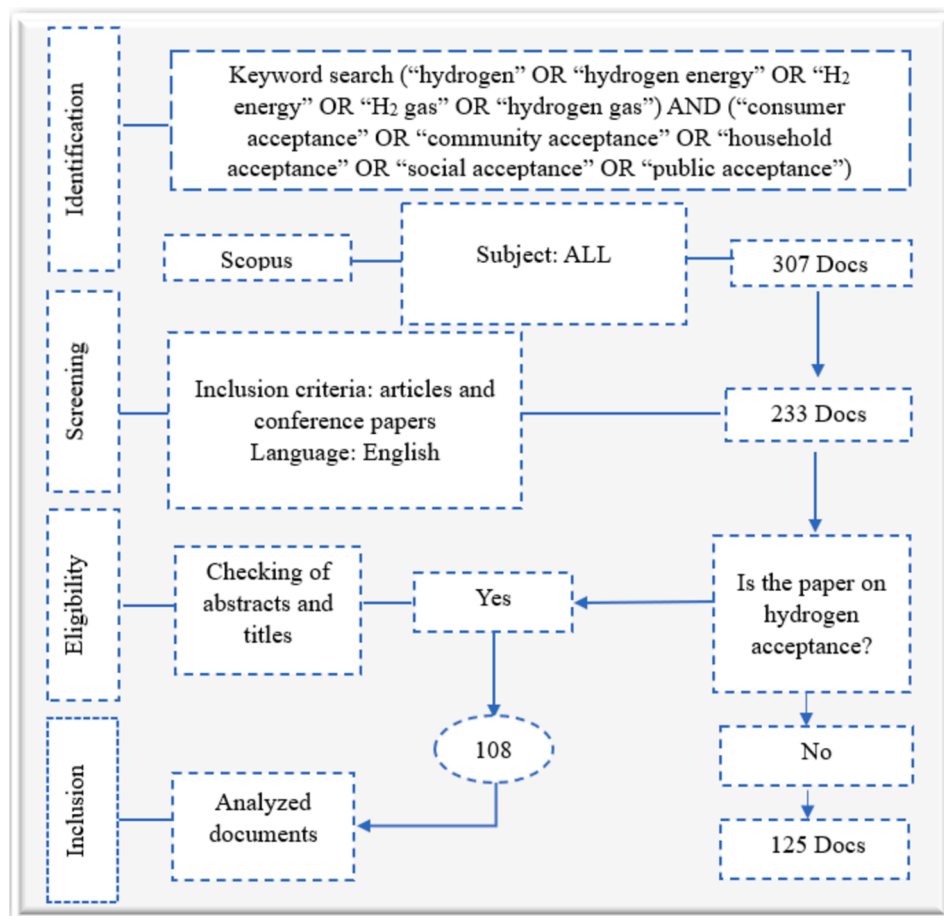 Identification
Keyword search (“hydrogen” OR “hydrogen energy” OR “H₂
energy” OR “H₂ gas” OR “hydrogen gas”) AND (“consumer
acceptance” OR “community acceptance” OR “household
acceptance” OR “social acceptance” OR “public acceptance”)
Scopus
Subject: ALL
307 Docs
Screening
Inclusion criteria: articles and
conference papers
Language: English
233 Docs
Eligibility
Checking of
abstracts and
titles
Yes
Is the paper on
hydrogen
acceptance?
Inclusion
108
No
Analyzed
documents
125 Docs